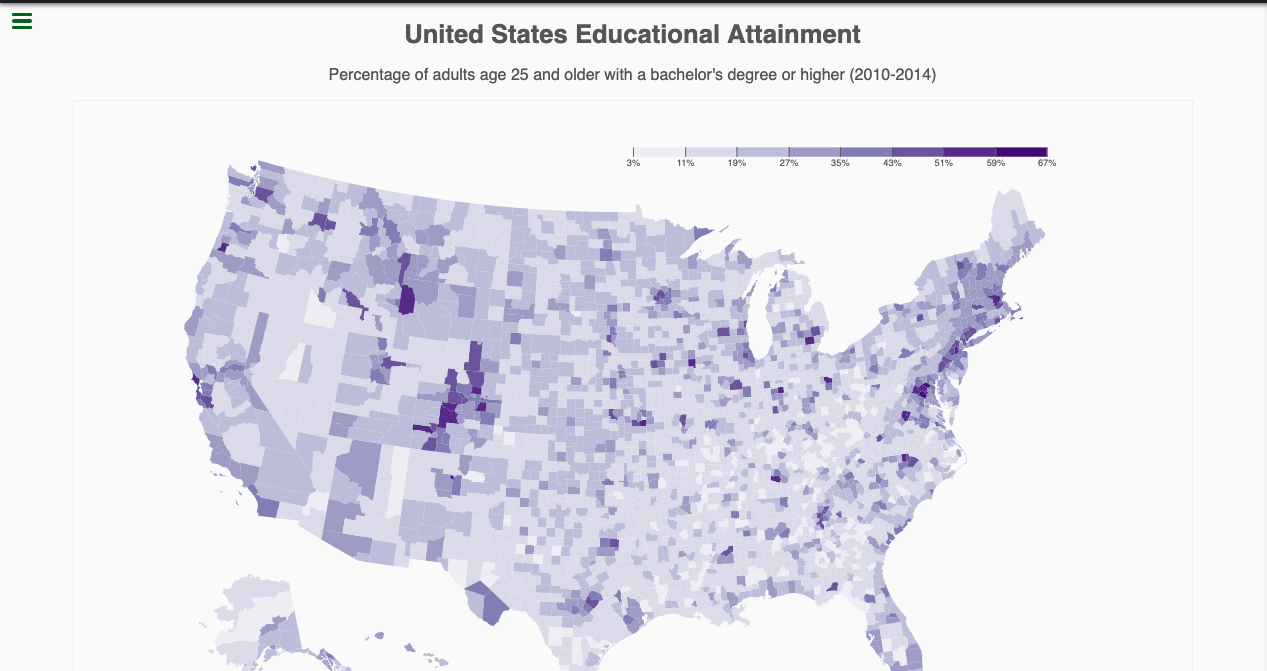 United States Educational Attainment
Percentage of adults age 25 and older with a bachelor's degree or higher (2010-2014)
3% 11% 19% 27% 35% 43% 51% 59% 67%